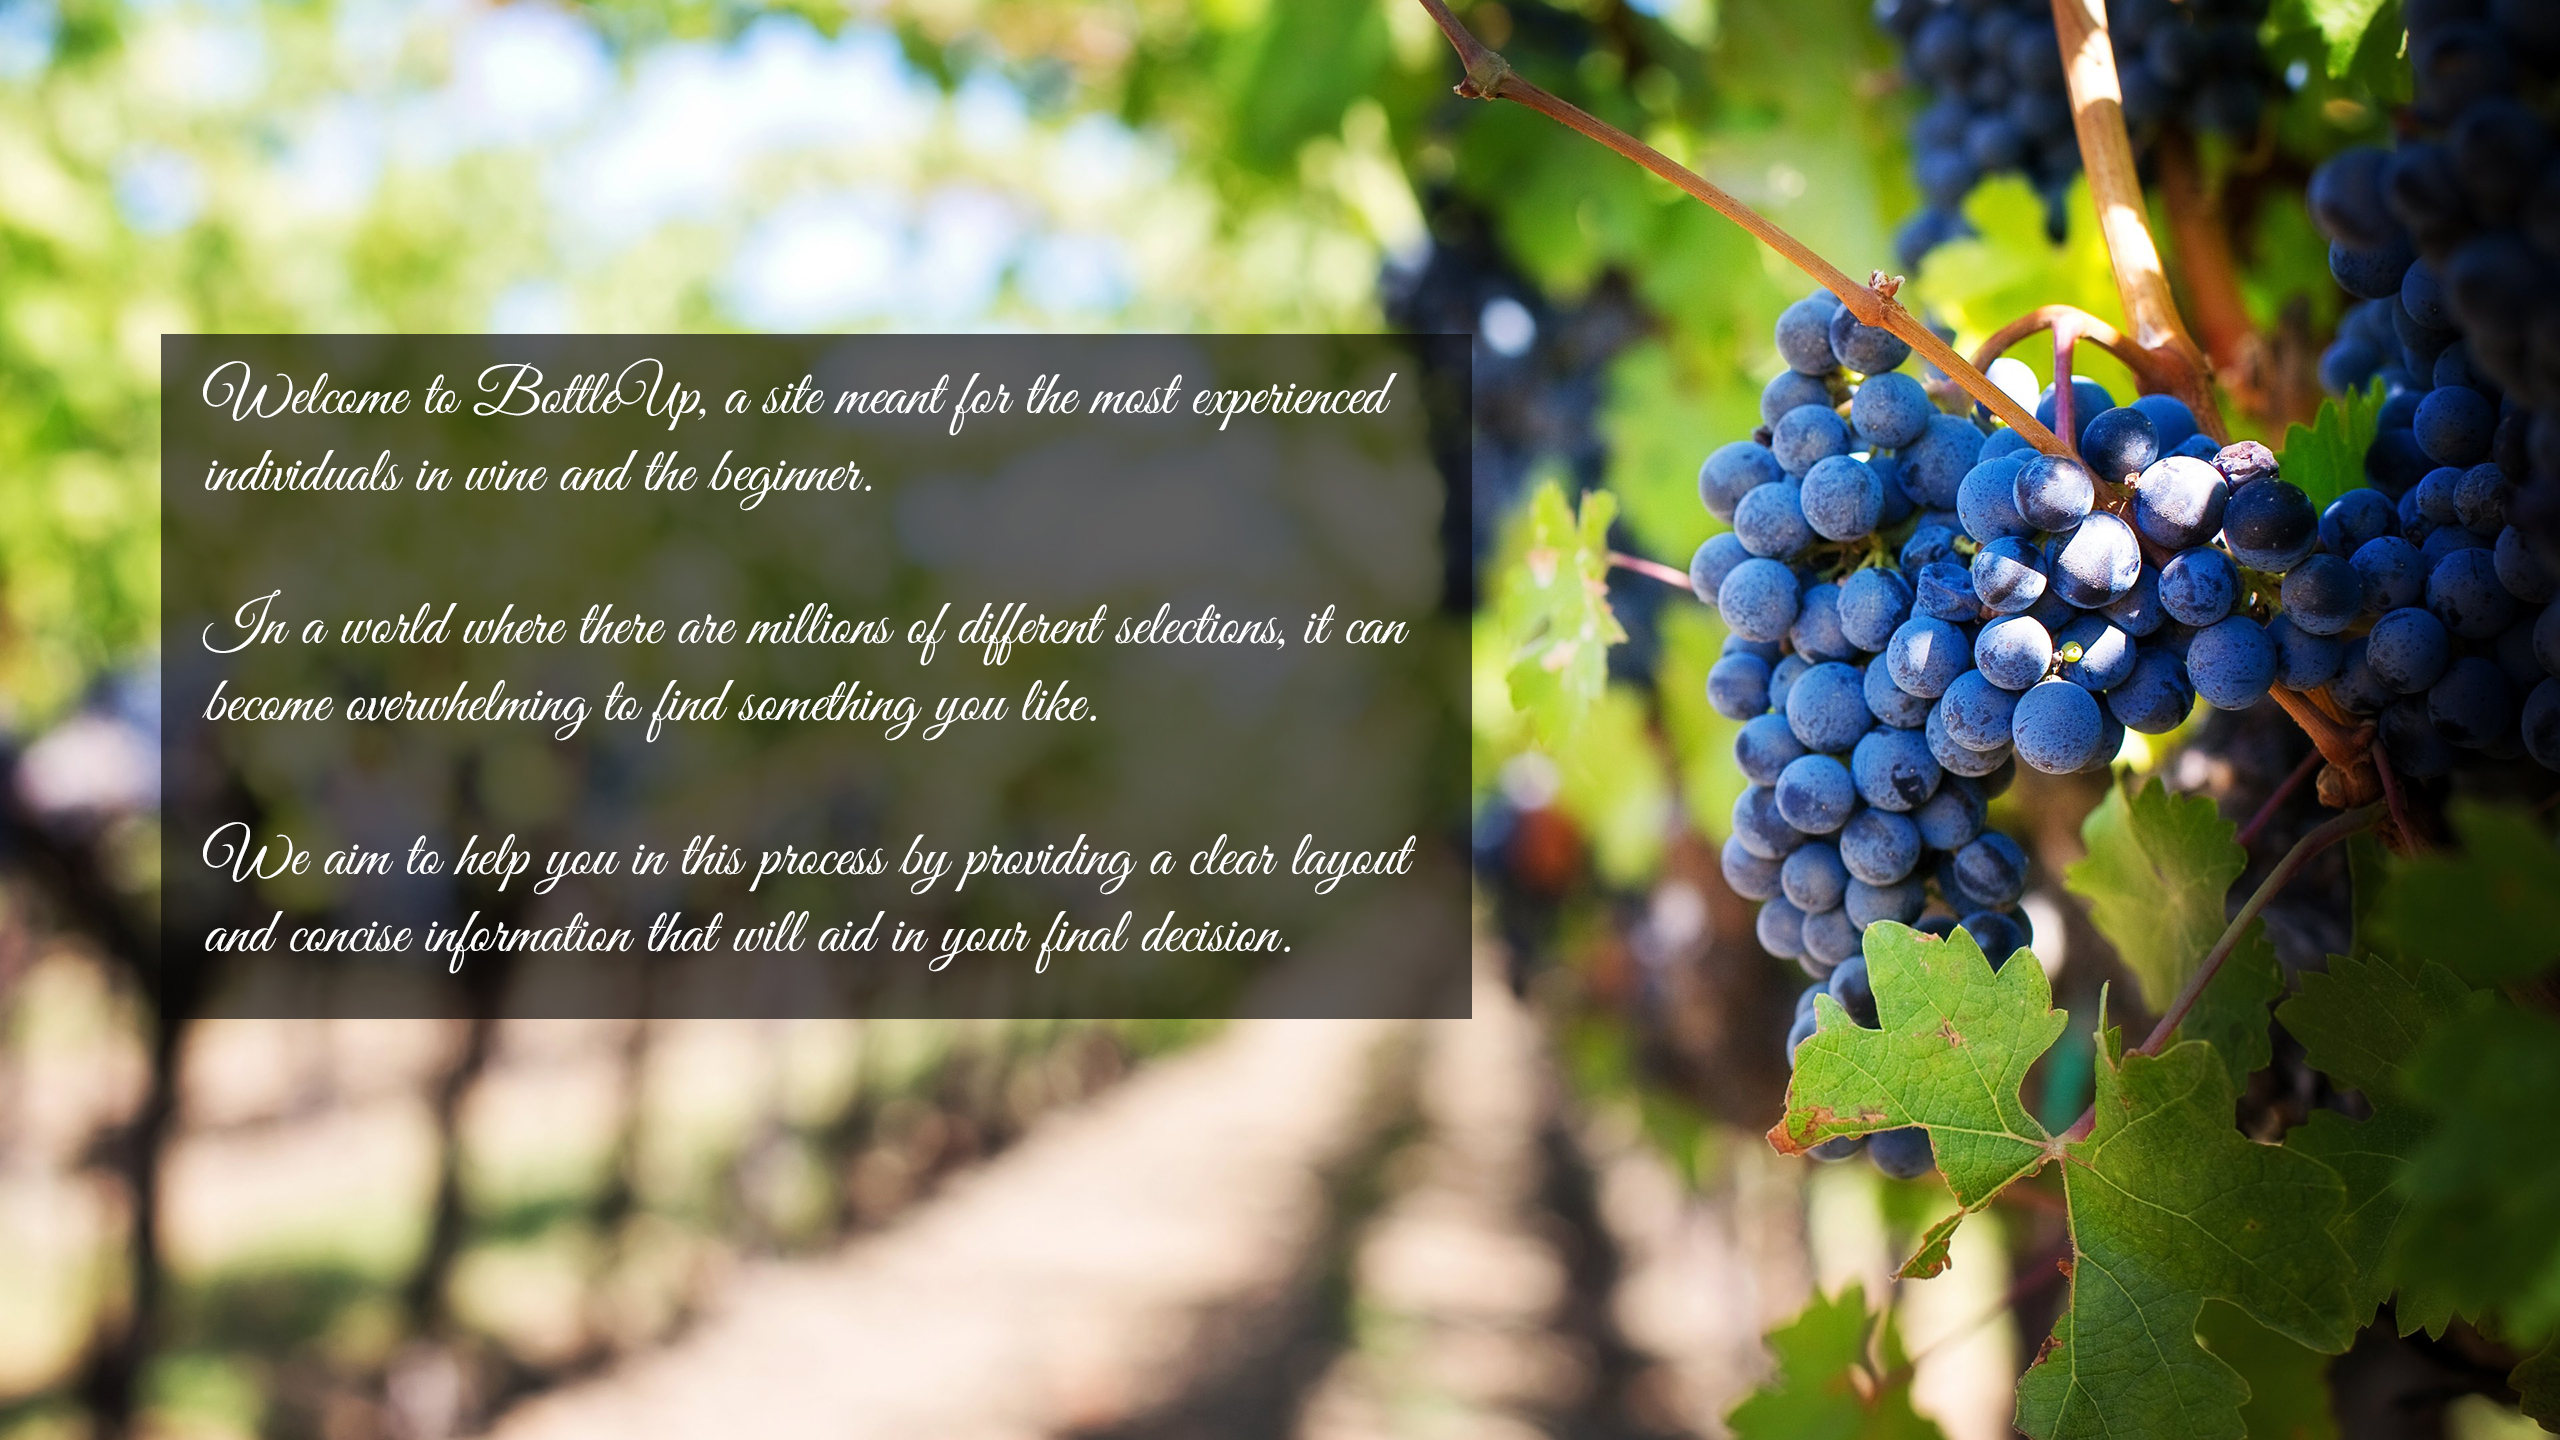 Welcome to BottleUp, a site meant for the most experienced
individuals in wine and the beginner.
In a world where there are millions of different selections, it can
become overwhelming to find something you like.
We aim to help you in this process by providing a clear layout
and concise information that will aid in your final decision.